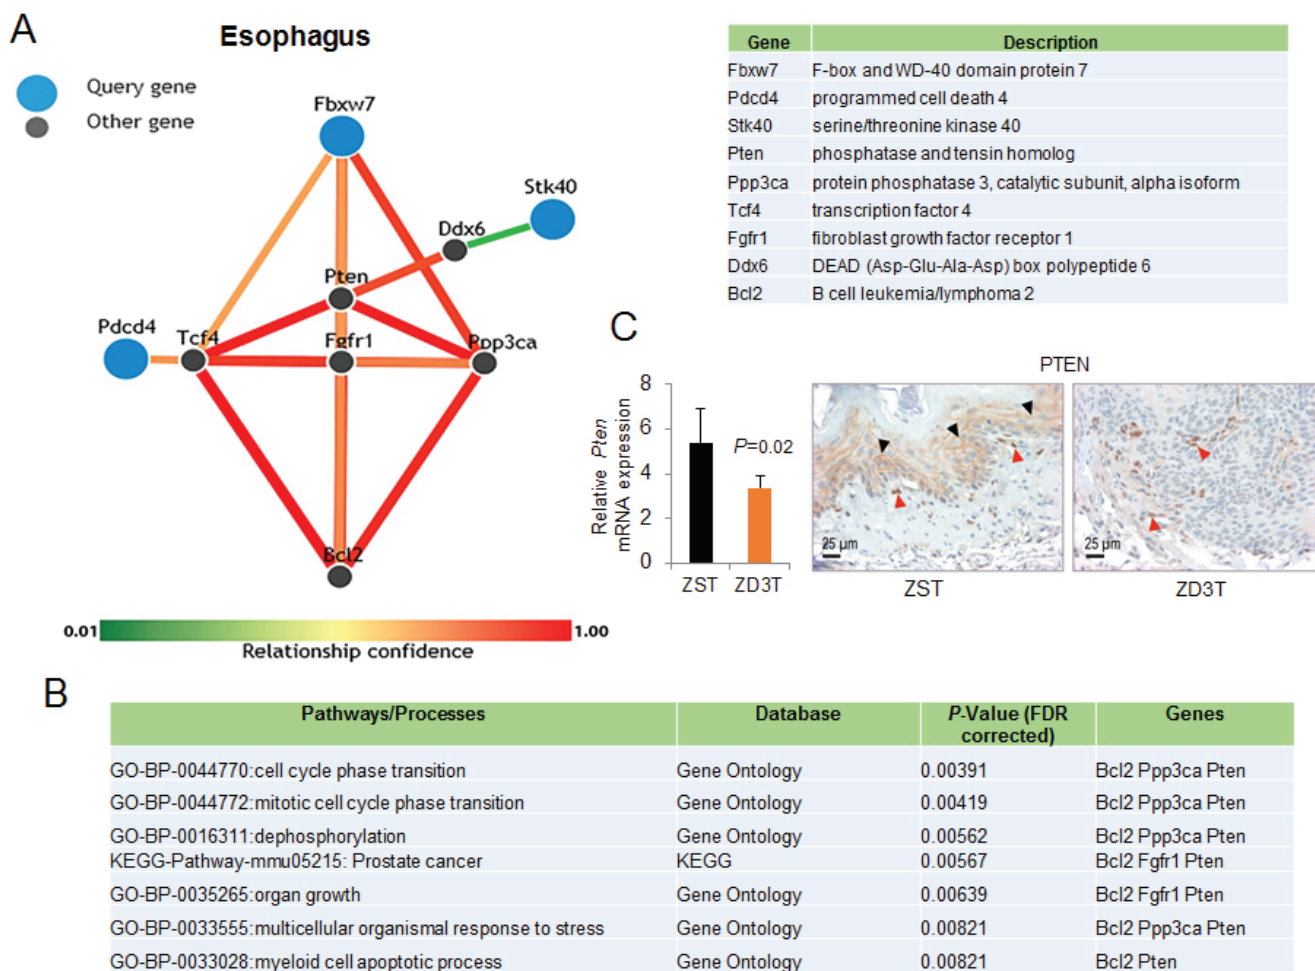 A
Esophagus
Query gene
Other gene
Fbxw7
Stk40
Ddx6
Pten
Pdcd4
Tcf4
Fgfr1
Ppp3ca
Bcl2
0.01
1.00
Relationship confidence
Gene Description
Fbxw7 F-box and WD-40 domain protein 7
Pdcd4 programmed cell death 4
Stk40 serine/threonine kinase 40
Pten phosphatase and tensin homolog
Ppp3ca protein phosphatase 3, catalytic subunit, alpha isoform
Tcf4 transcription factor 4
Fgfr1 fibroblast growth factor receptor 1
Ddx6 DEAD (Asp-Glu-Ala-Asp) box polypeptide 6
Bcl2 B cell leukemia/lymphoma 2
C
Relative Pten
mRNA expression
8
6
4
2
0
P=0.02
ZST ZD3T
PTEN
25 µm
25 µm
ZST
ZD3T
B
Pathways/Processes Database P-Value (FDR corrected) Genes
GO-BP-0044770:cell cycle phase transition Gene Ontology 0.00391 Bcl2 Ppp3ca Pten
GO-BP-0044772:mitotic cell cycle phase transition Gene Ontology 0.00419 Bcl2 Ppp3ca Pten
GO-BP-0016311:dephosphorylation Gene Ontology 0.00562 Bcl2 Ppp3ca Pten
KEGG-Pathway-mmu05215: Prostate cancer KEGG 0.00567 Bcl2 Fgfr1 Pten
GO-BP-0035265:organ growth Gene Ontology 0.00639 Bcl2 Fgfr1 Pten
GO-BP-0033555:multicellular organismal response to stress Gene Ontology 0.00821 Bcl2 Ppp3ca Pten
GO-BP-0033028:myeloid cell apoptotic process Gene Ontology 0.00821 Bcl2 Pten